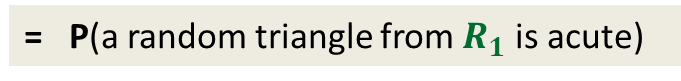 = P(a random triangle from R₁ is acute)